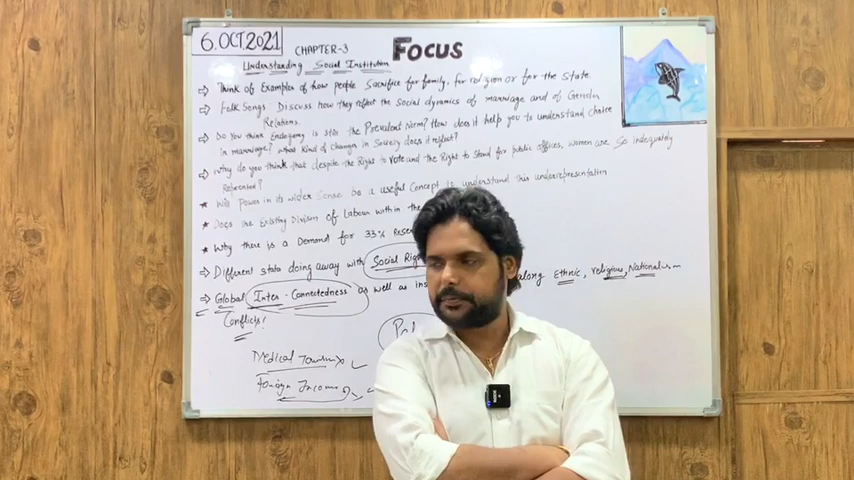 6.OCT.2021
CHAPTER-3
FOCUS
Understanding Social Institution
Think of Examples of how people Sacrifice for family, for religion or for the State
Folk Songs Discuss how they reflect the social dynamics of marriage and of Gender
Relations.
Do You think Endogamy is still the Prevalent Norm? How does it help you to understand choice
in marriage? what kind of changes in Society does it reflect?
Why do you think that despite the Right to vote and the Right to Stand for public offices, women are so
Will power in its wider Sense be a useful Concept to understand this underrepresentation
Does the Existing Division of Labour within the
Why there is a Demand for 33%
Different state doing away with Social along Ethnic, religious,
Global Inter-Connectedness as well as
Conflicts!
Medical Tourism
Foreign Income